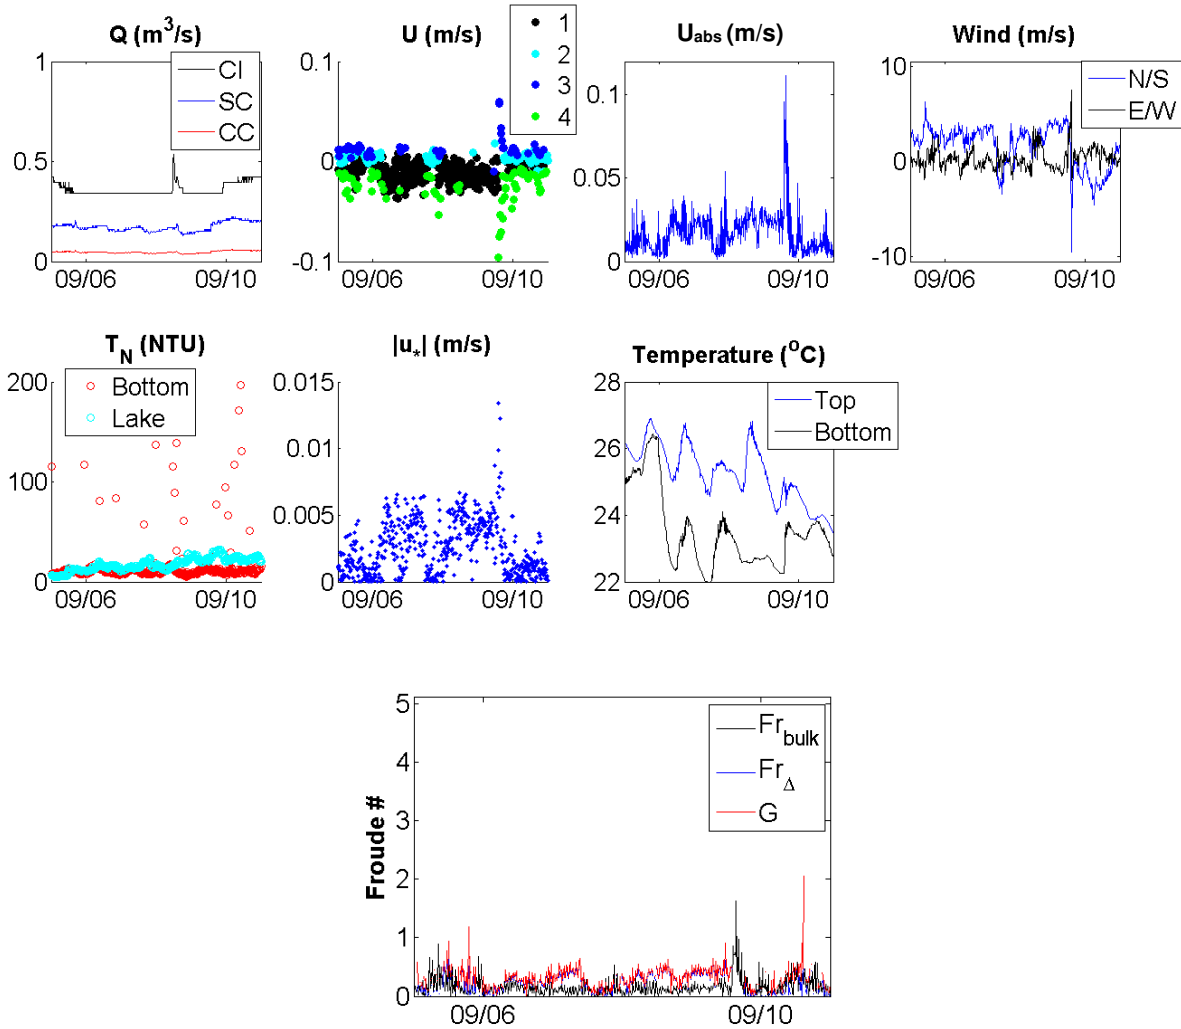 Q (m³/s)
CI
SC
CC
1
0.5
0
09/06
09/10
U (m/s)
1
2
3
4
0.1
0
-0.1
09/06
09/10
Uabs (m/s)
0.1
0.05
0
09/06
09/10
Wind (m/s)
N/S
E/W
10
0
-10
09/06
09/10
T_N (NTU)
Bottom
Lake
200
100
0
09/06
09/10
|u_*| (m/s)
0.015
0.01
0.005
0
09/06
09/10
Temperature (°C)
Top
Bottom
28
26
24
22
09/06
09/10
Fr_bulk
Fr_Δ
G
5
4
3
2
1
0
Froude #
09/06
09/10